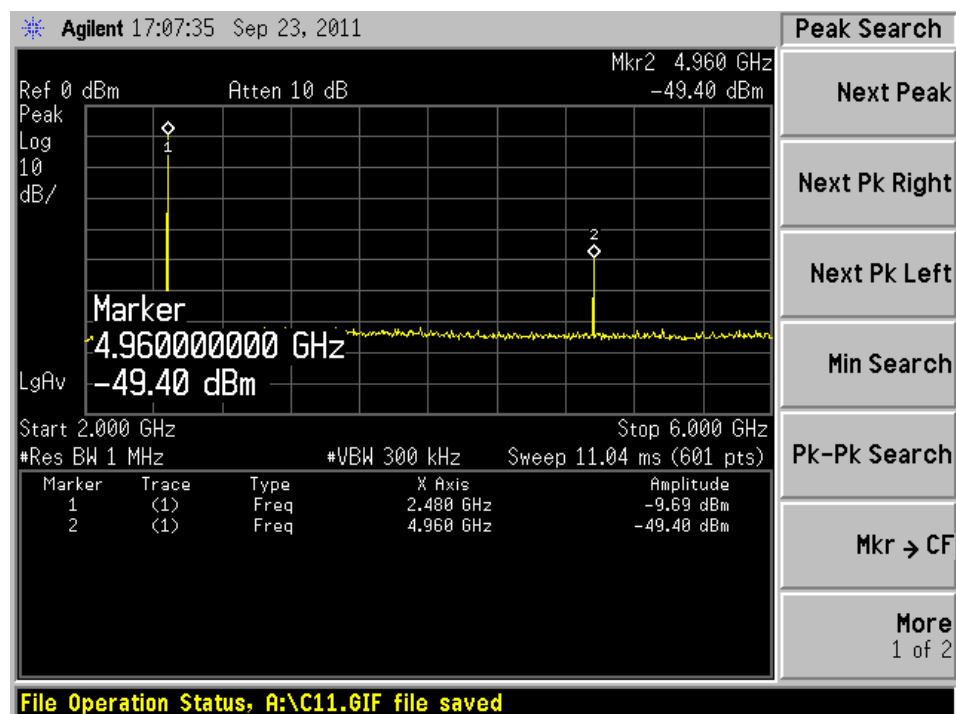 Agilent 17:07:35 Sep 23, 2011
Peak Search
Mkr2 4.960 GHz
Ref 0 dBm Atten 10 dB -49.40 dBm
Peak
Log
10
dB/
1
2
Marker
4.960000000 GHz
-49.40 dBm
LgAv
Start 2.000 GHz Stop 6.000 GHz
#Res BW 1 MHz #VBW 300 kHz Sweep 11.04 ms (601 pts)
Marker Trace Type X Axis Amplitude
1 (1) Freq 2.480 GHz -9.69 dBm
2 (1) Freq 4.960 GHz -49.40 dBm
Next Peak
Next Pk Right
Next Pk Left
Min Search
Pk-Pk Search
Mkr → CF
More
1 of 2
File Operation Status, A:\C11.GIF file saved